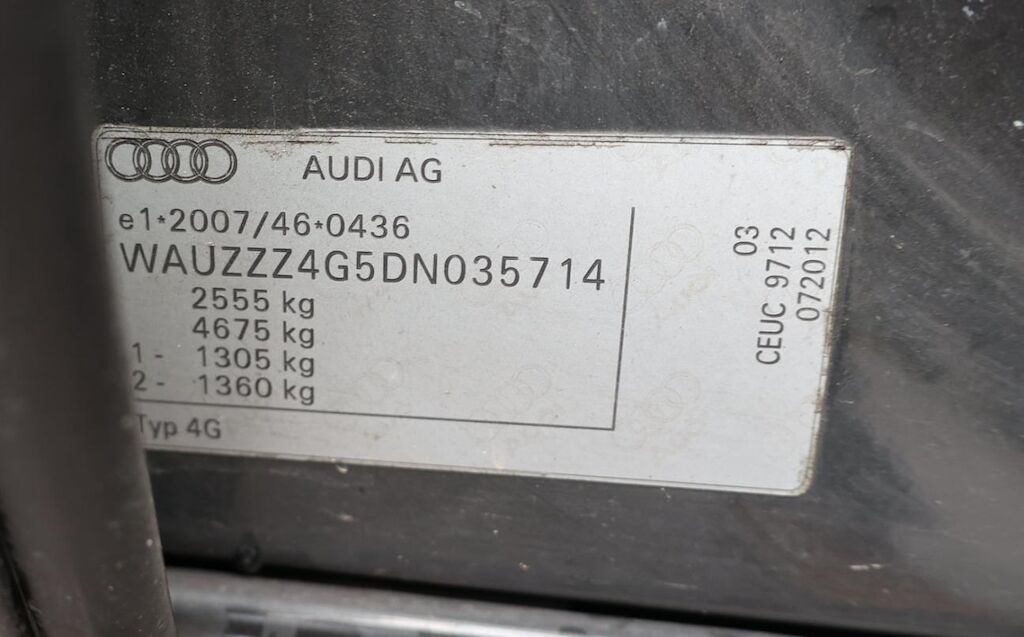 AUDI AG
e1*2007/46*0436
WAUZZZ4G5DN035714
2555 kg
4675 kg
1 - 1305 kg
2 - 1360 kg
Typ 4G
03
CEUC 9712
072012